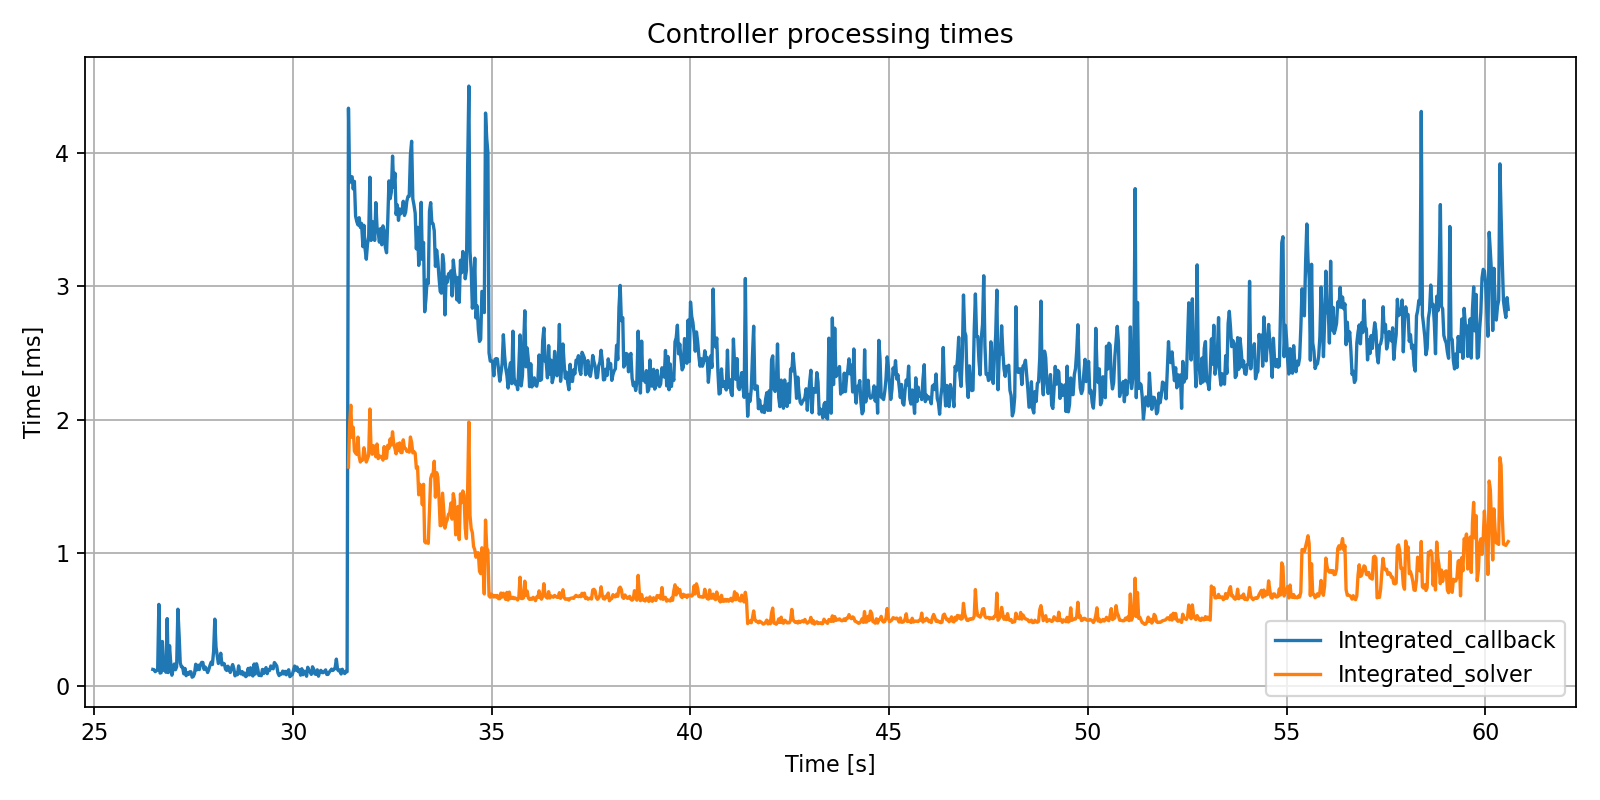 Controller processing times
Time [ms]
4
3
2
1
0
25 30 35 40 45 50 55 60
Time [s]
Integrated_callback
Integrated_solver